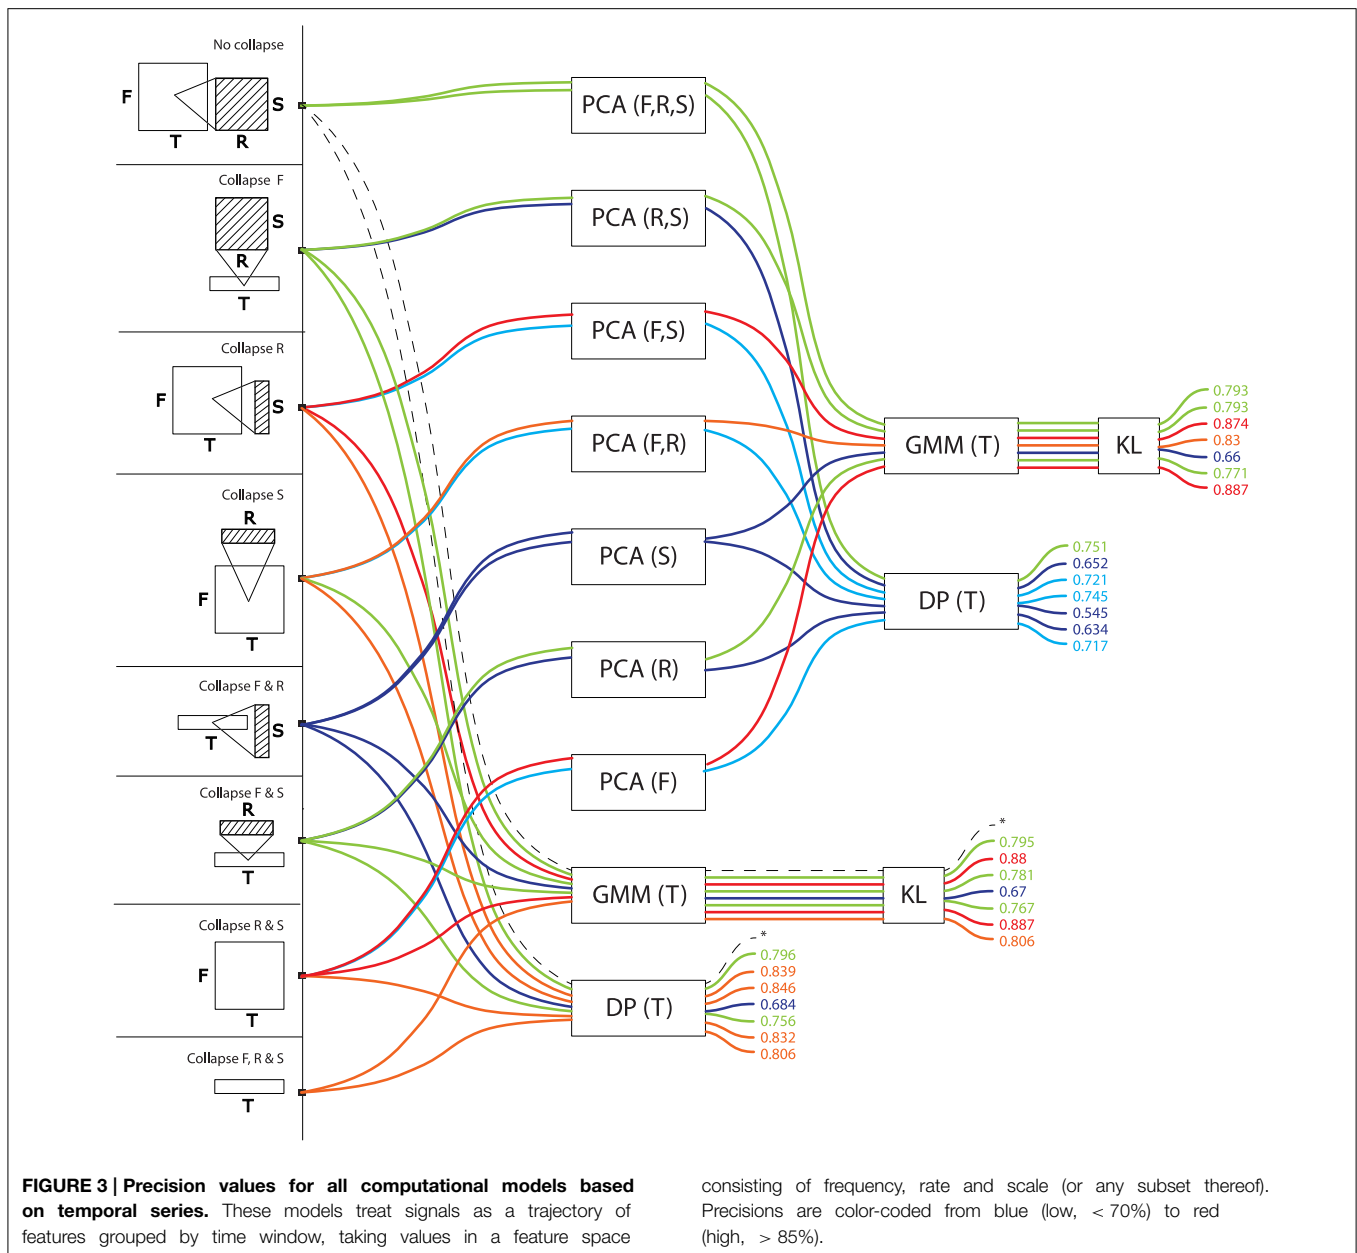 No collapse
F
S
T
R
Collapse F
S
R
T
Collapse R
F
S
T
Collapse S
R
F
T
Collapse F & R
S
T
Collapse F & S
R
T
Collapse R & S
F
T
Collapse F, R & S
T
PCA (F,R,S)
PCA (R,S)
PCA (F,S)
PCA (F,R)
PCA (S)
PCA (R)
PCA (F)
GMM (T)
DP (T)
GMM (T)
KL
0.793
0.793
0.874
0.83
0.66
0.771
0.887
DP (T)
0.751
0.652
0.721
0.745
0.545
0.634
0.717
KL
*
0.795
0.88
0.781
0.67
0.767
0.887
0.806
*
0.796
0.839
0.846
0.684
0.756
0.832
0.806
FIGURE 3 | Precision values for all computational models based
on temporal series. These models treat signals as a trajectory of
features grouped by time window, taking values in a feature space
consisting of frequency, rate and scale (or any subset thereof).
Precisions are color-coded from blue (low, < 70%) to red
(high, > 85%).